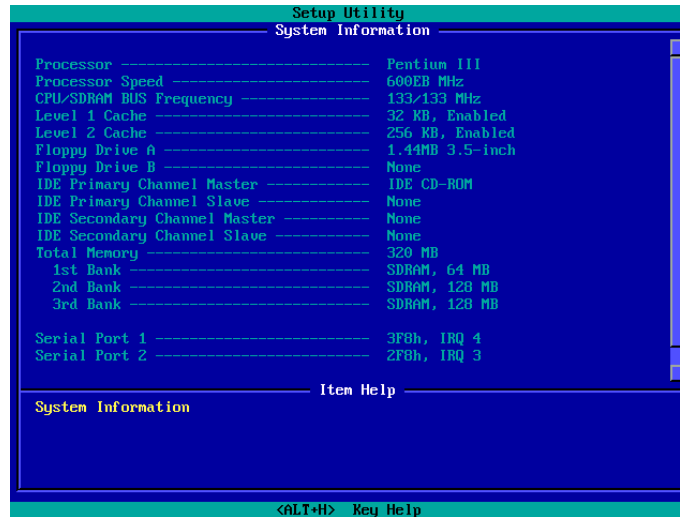 Setup Utility
System Information
Processor ----------------------------- Pentium III
Processor Speed ----------------------- 600EB MHz
CPU/SDRAM BUS Frequency --------------- 133/133 MHz
Level 1 Cache ------------------------- 32 KB, Enabled
Level 2 Cache ------------------------- 256 KB, Enabled
Floppy Drive A ------------------------ 1.44MB 3.5-inch
Floppy Drive B ------------------------ None
IDE Primary Channel Master ------------ IDE CD-ROM
IDE Primary Channel Slave ------------- None
IDE Secondary Channel Master ---------- None
IDE Secondary Channel Slave ----------- None
Total Memory -------------------------- 320 MB
1st Bank ---------------------------- SDRAM, 64 MB
2nd Bank ---------------------------- SDRAM, 128 MB
3rd Bank ---------------------------- SDRAM, 128 MB
Serial Port 1 ------------------------- 3F8h, IRQ 4
Serial Port 2 ------------------------- 2F8h, IRQ 3
Item Help
System Information
<ALT+H> Key Help